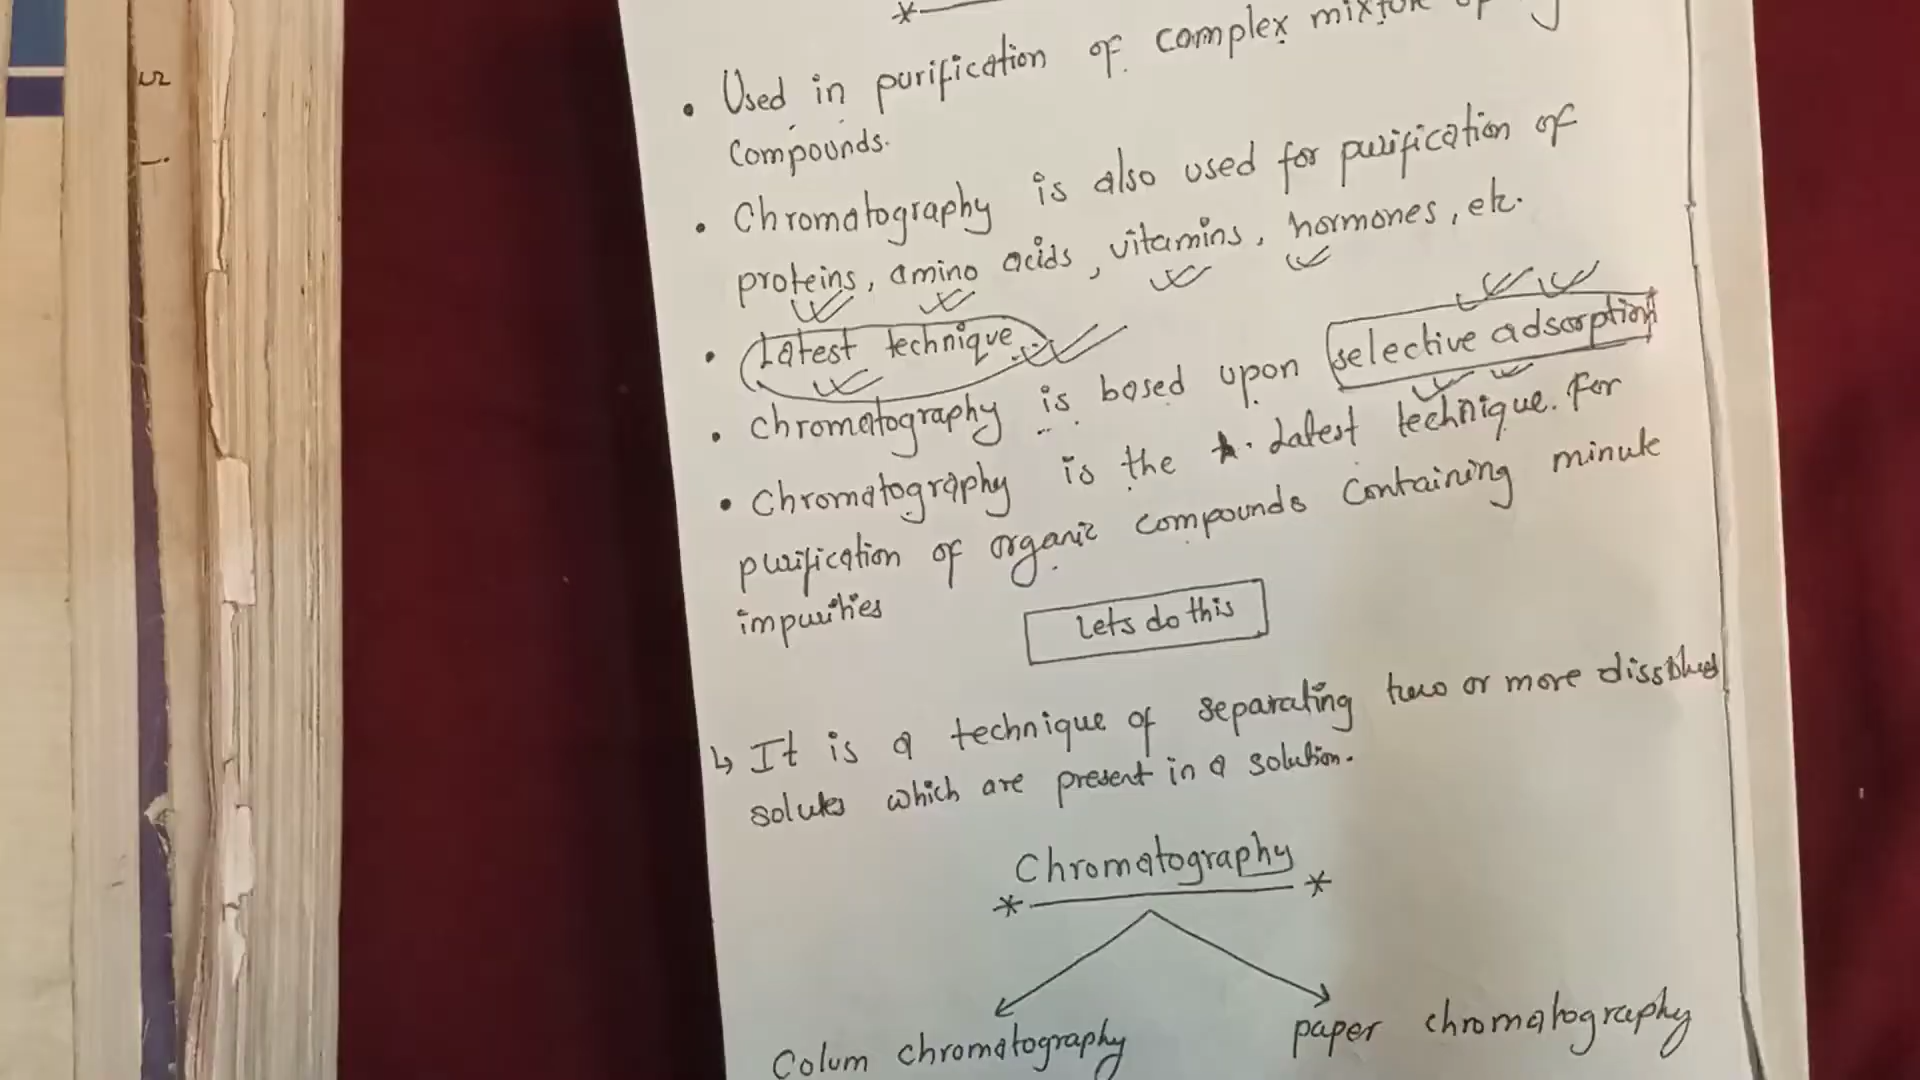 • Used in purification of complex mixture
compounds.
• Chromatography is also used for purification of
proteins, amino acids, vitamins, hormones, etc.
• Latest technique.
• chromatography is based upon selective adsorption
• Chromatography is the Latest technique. For
purification of organic compounds containing minute
impurities
Lets do this
↳ It is a technique of separating two or more dissolved
solutes which are present in a solution.
Chromatography
Colum chromatography paper chromatography